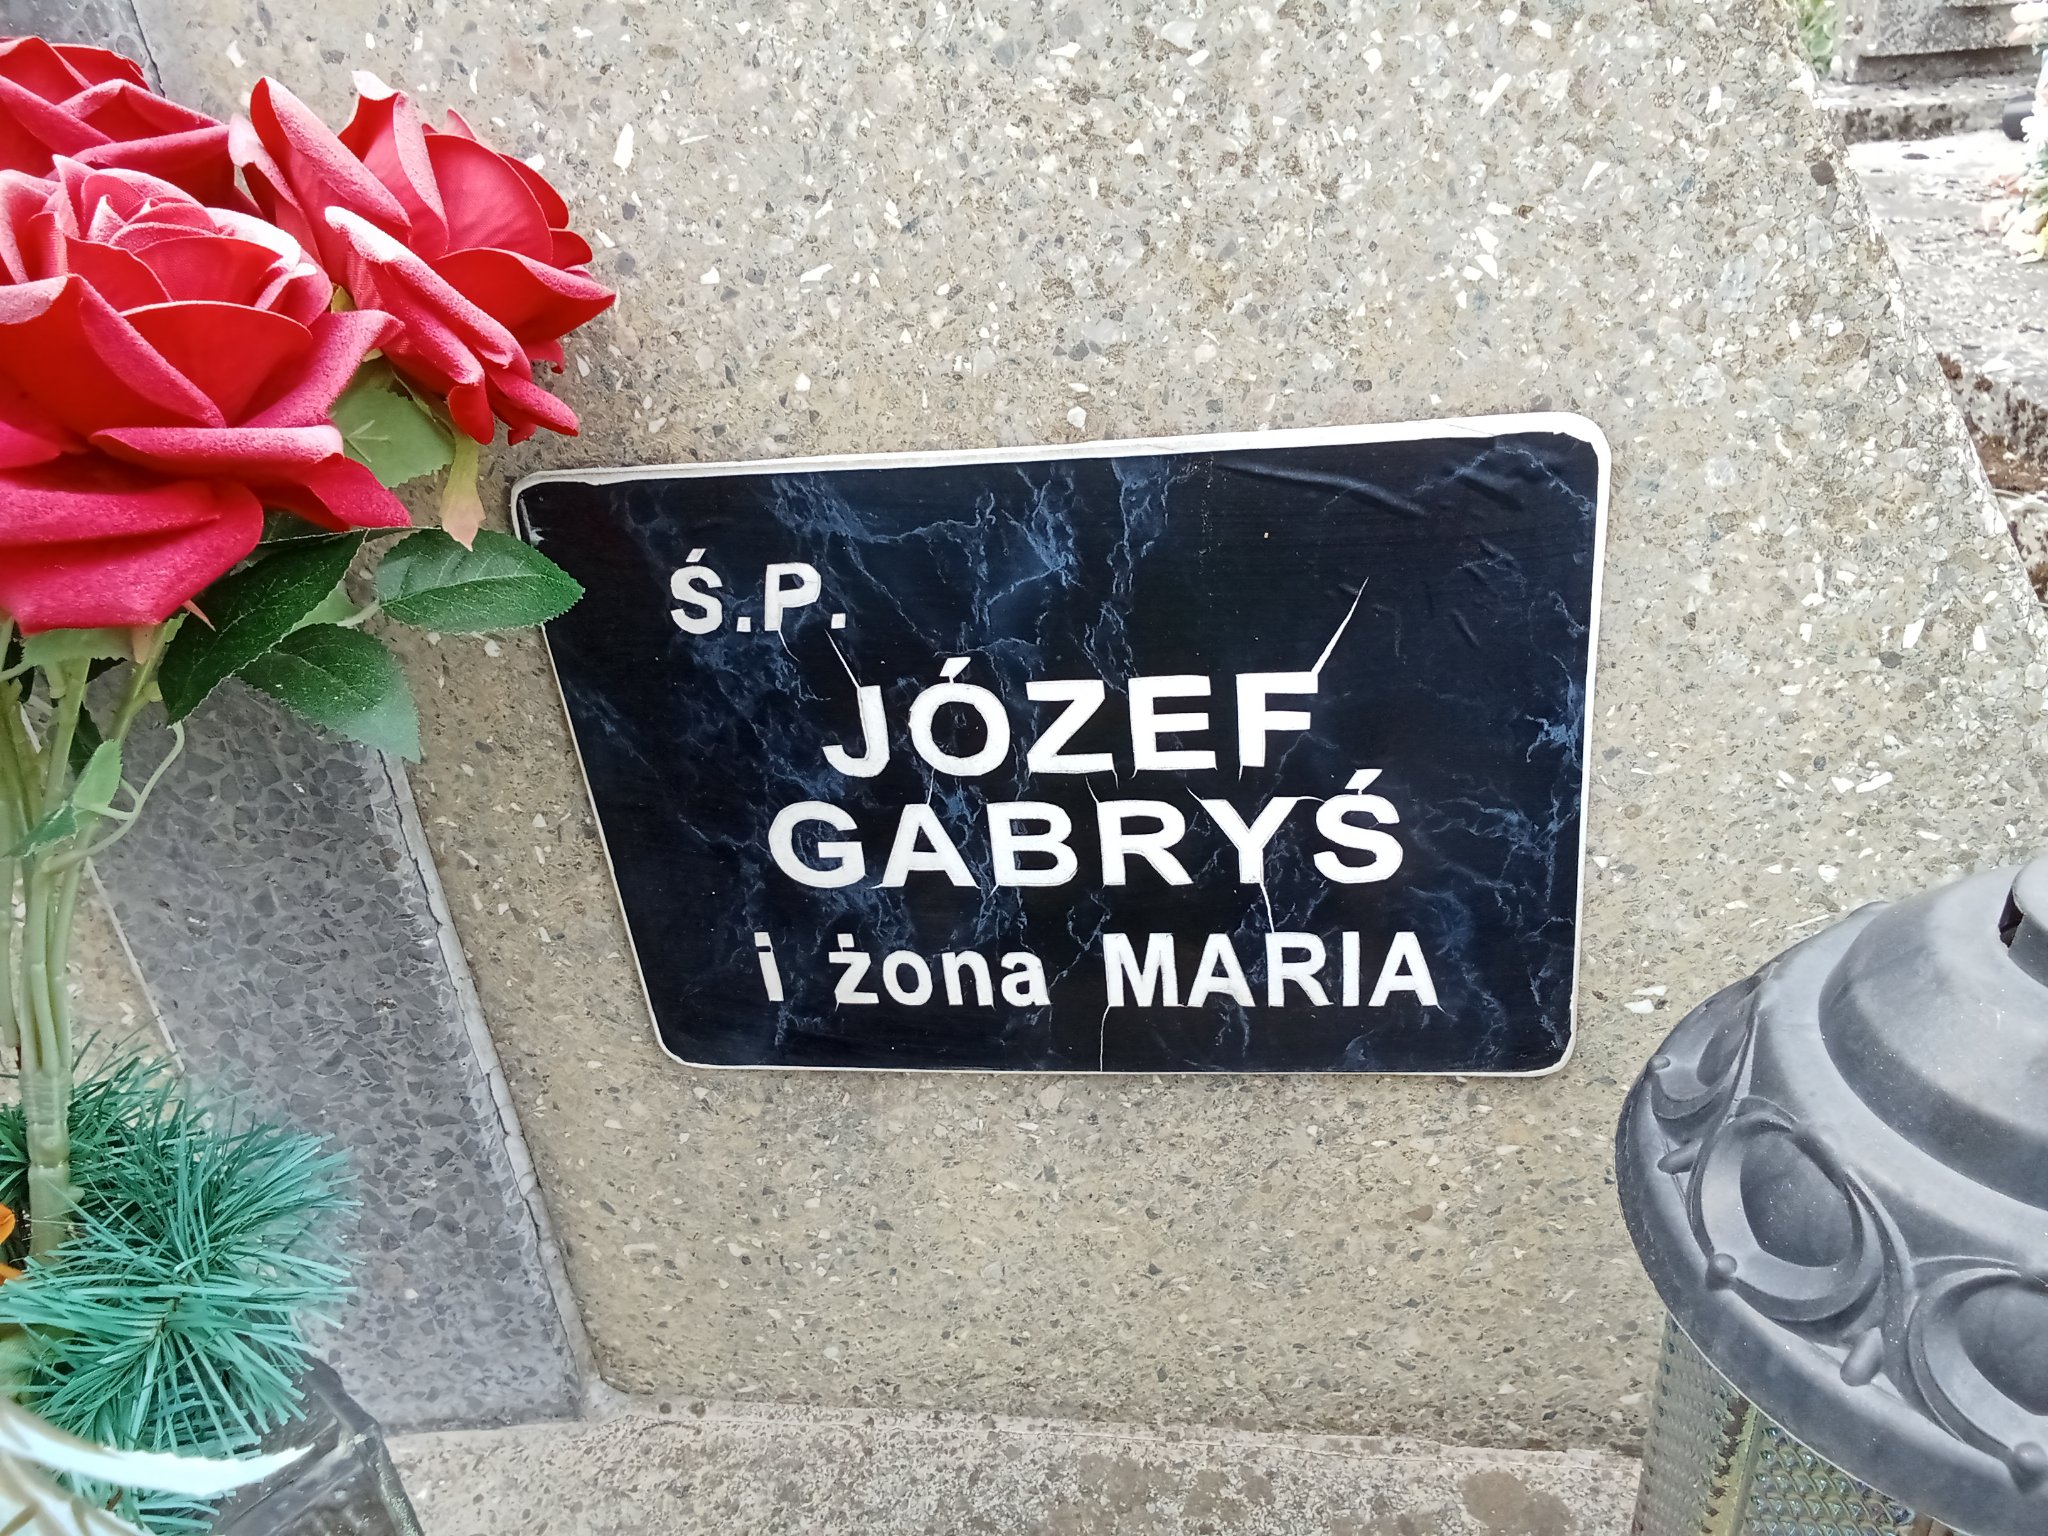 Ś.P.
JÓZEF
GABRYŚ
i żona MARIA